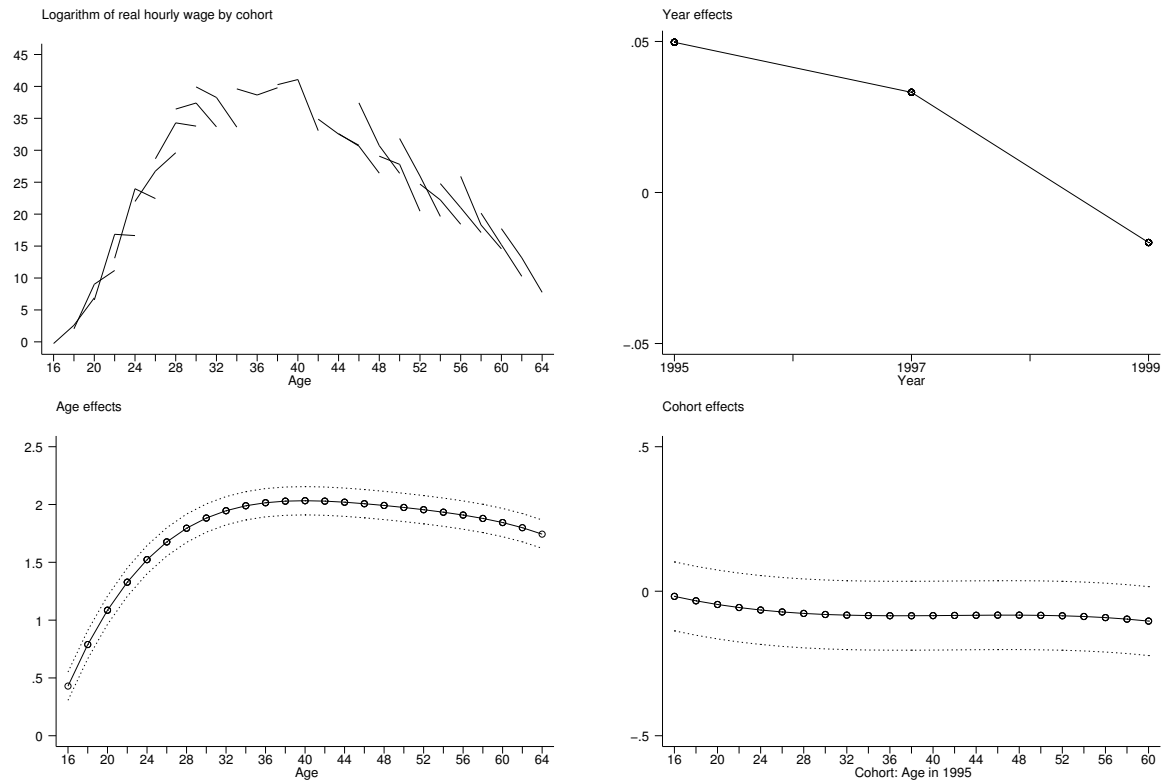 Logarithm of real hourly wage by cohort
45
40
35
30
25
20
15
10
5
0
16 20 24 28 32 36 40 44 48 52 56 60 64
Age
Year effects
.05
0
−.05
1995 1997 1999
Year
Age effects
2.5
2
1.5
1
.5
0
16 20 24 28 32 36 40 44 48 52 56 60 64
Age
Cohort effects
.5
0
−.5
16 20 24 28 32 36 40 44 48 52 56 60
Cohort: Age in 1995